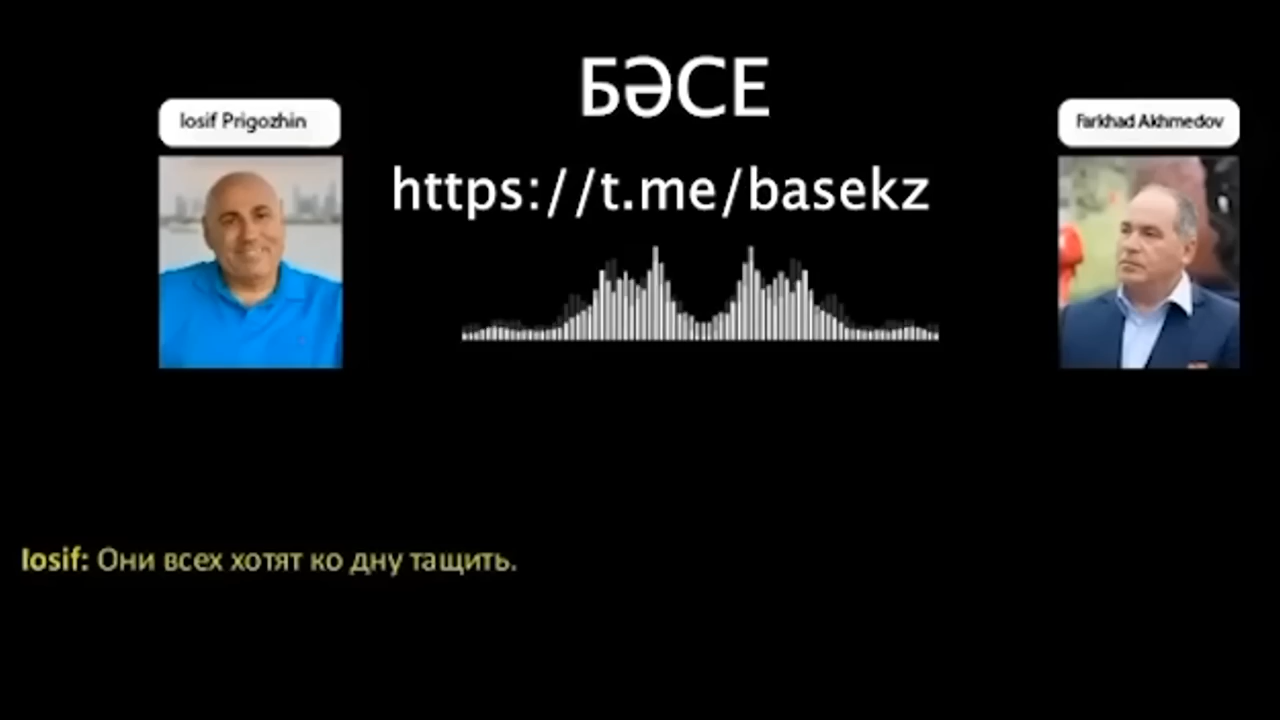 БӘСЕ
Iosif Prigozhin
Farkhad Akhmedov
https://t.me/basekz
Iosif: Они всех хотят ко дну тащить.